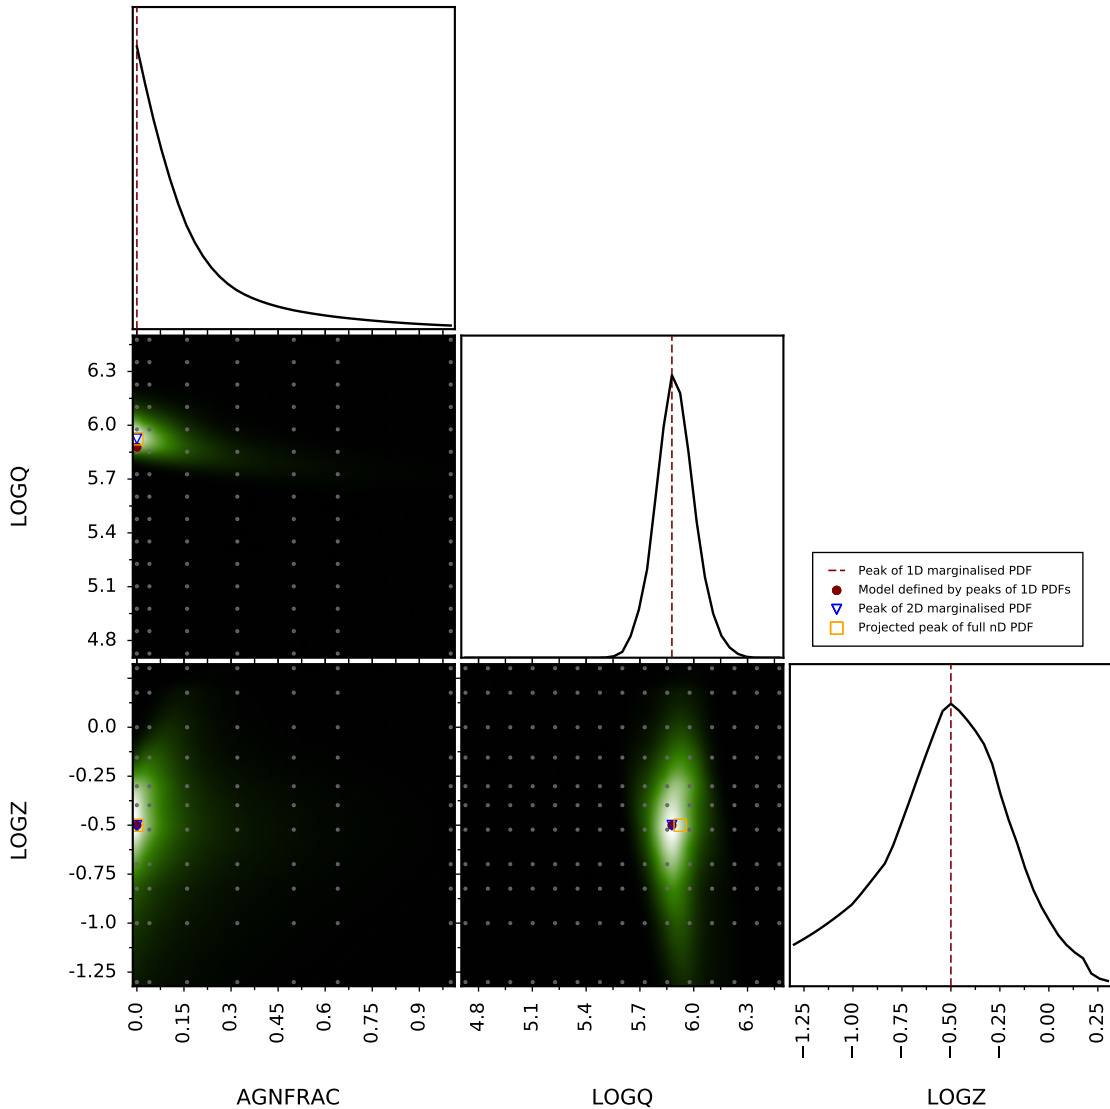 6.3
6.0
5.7
5.4
5.1
4.8
LOGQ
Peak of 1D marginalised PDF
Model defined by peaks of 1D PDFs
Peak of 2D marginalised PDF
Projected peak of full nD PDF
0.0
-0.25
-0.5
-0.75
-1.0
-1.25
LOGZ
0.0 0.15 0.3 0.45 0.6 0.75 0.9
4.8 5.1 5.4 5.7 6.0 6.3
−1.25 −1.00 −0.75 −0.50 −0.25 0.00 0.25
AGNFRAC LOGQ LOGZ